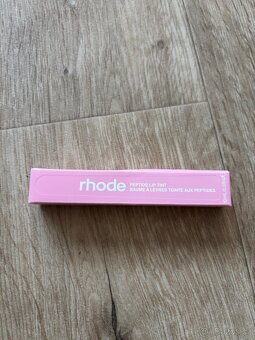 rhode
PEPTIDE LIP TINT
BAUME À LÈVRES TEINTÉ AUX PEPTIDES